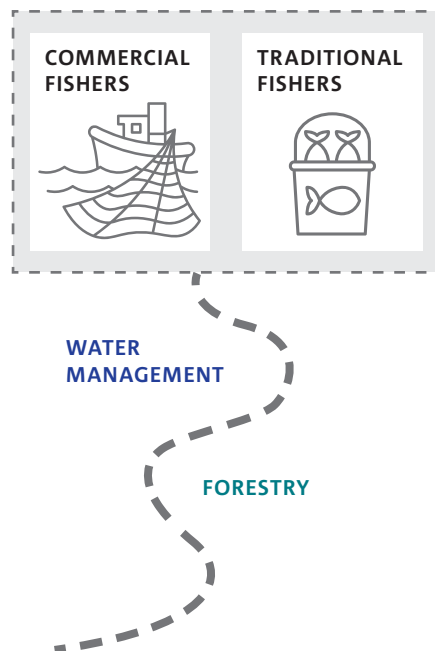 COMMERCIAL
FISHERS
TRADITIONAL
FISHERS
WATER
MANAGEMENT
FORESTRY